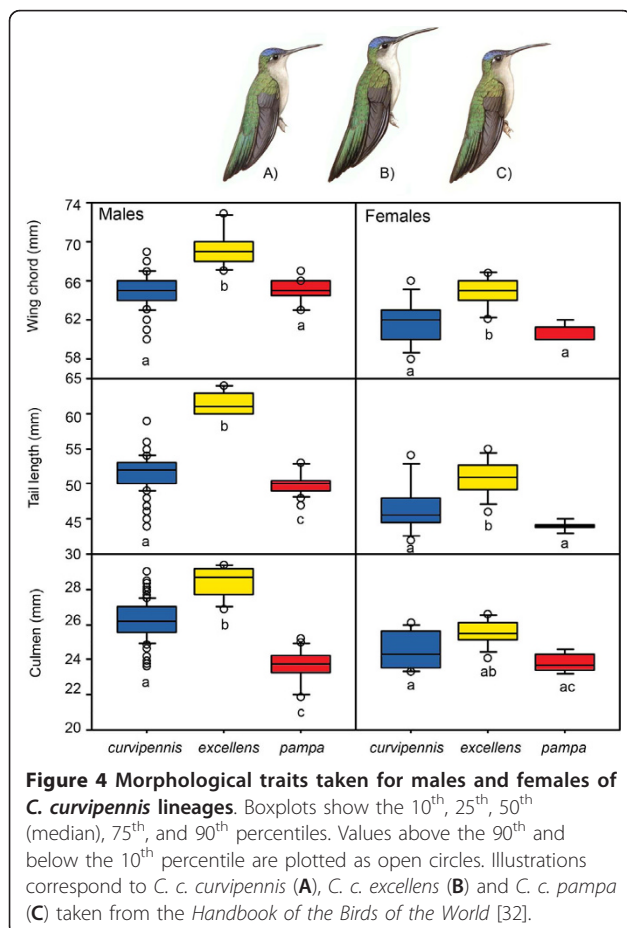 A) B) C)
Males Females
Wing chord (mm)
74
70
66
62
58
a b a a b a
Tail length (mm)
65
60
55
50
45
a b c a b a
Culmen (mm)
30
28
26
24
22
20
a b c a ab ac
curvipennis excellens pampa curvipennis excellens pampa
Figure 4 Morphological traits taken for males and females of
C. curvipennis lineages. Boxplots show the 10th, 25th, 50th
(median), 75th, and 90th percentiles. Values above the 90th and
below the 10th percentile are plotted as open circles. Illustrations
correspond to C. c. curvipennis (A), C. c. excellens (B) and C. c. pampa
(C) taken from the Handbook of the Birds of the World [32].